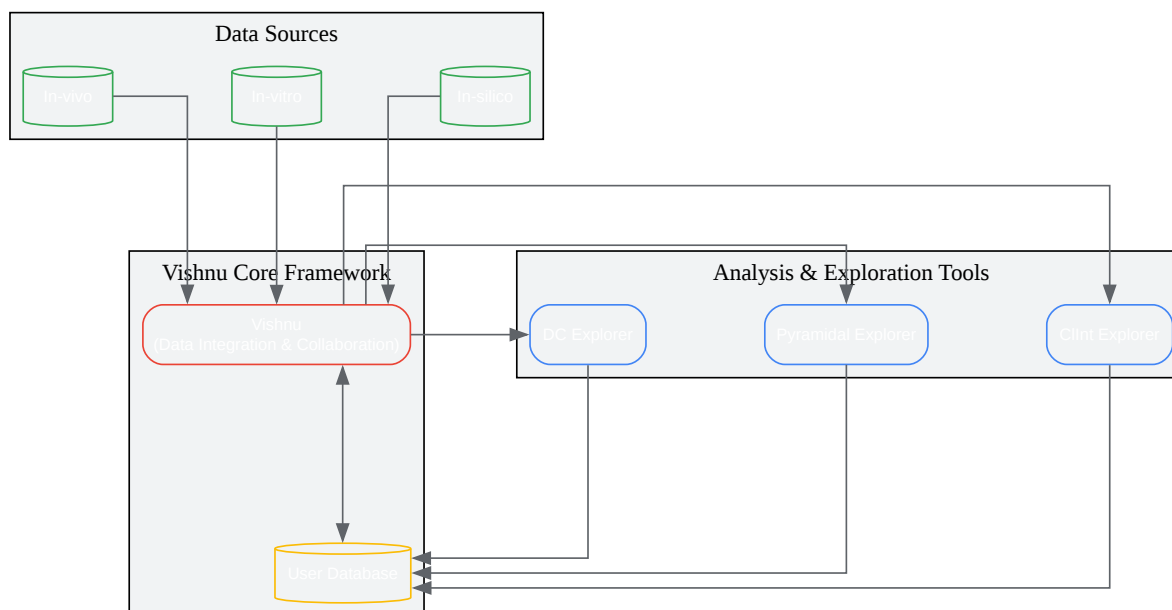 Data Sources
In-vivo
In-vitro
In-silico
Vishnu Core Framework
Analysis & Exploration Tools
Vishnu
(Data Integration & Collaboration)
DC Explorer
Pyramidal Explorer
ClInt Explorer
User Database